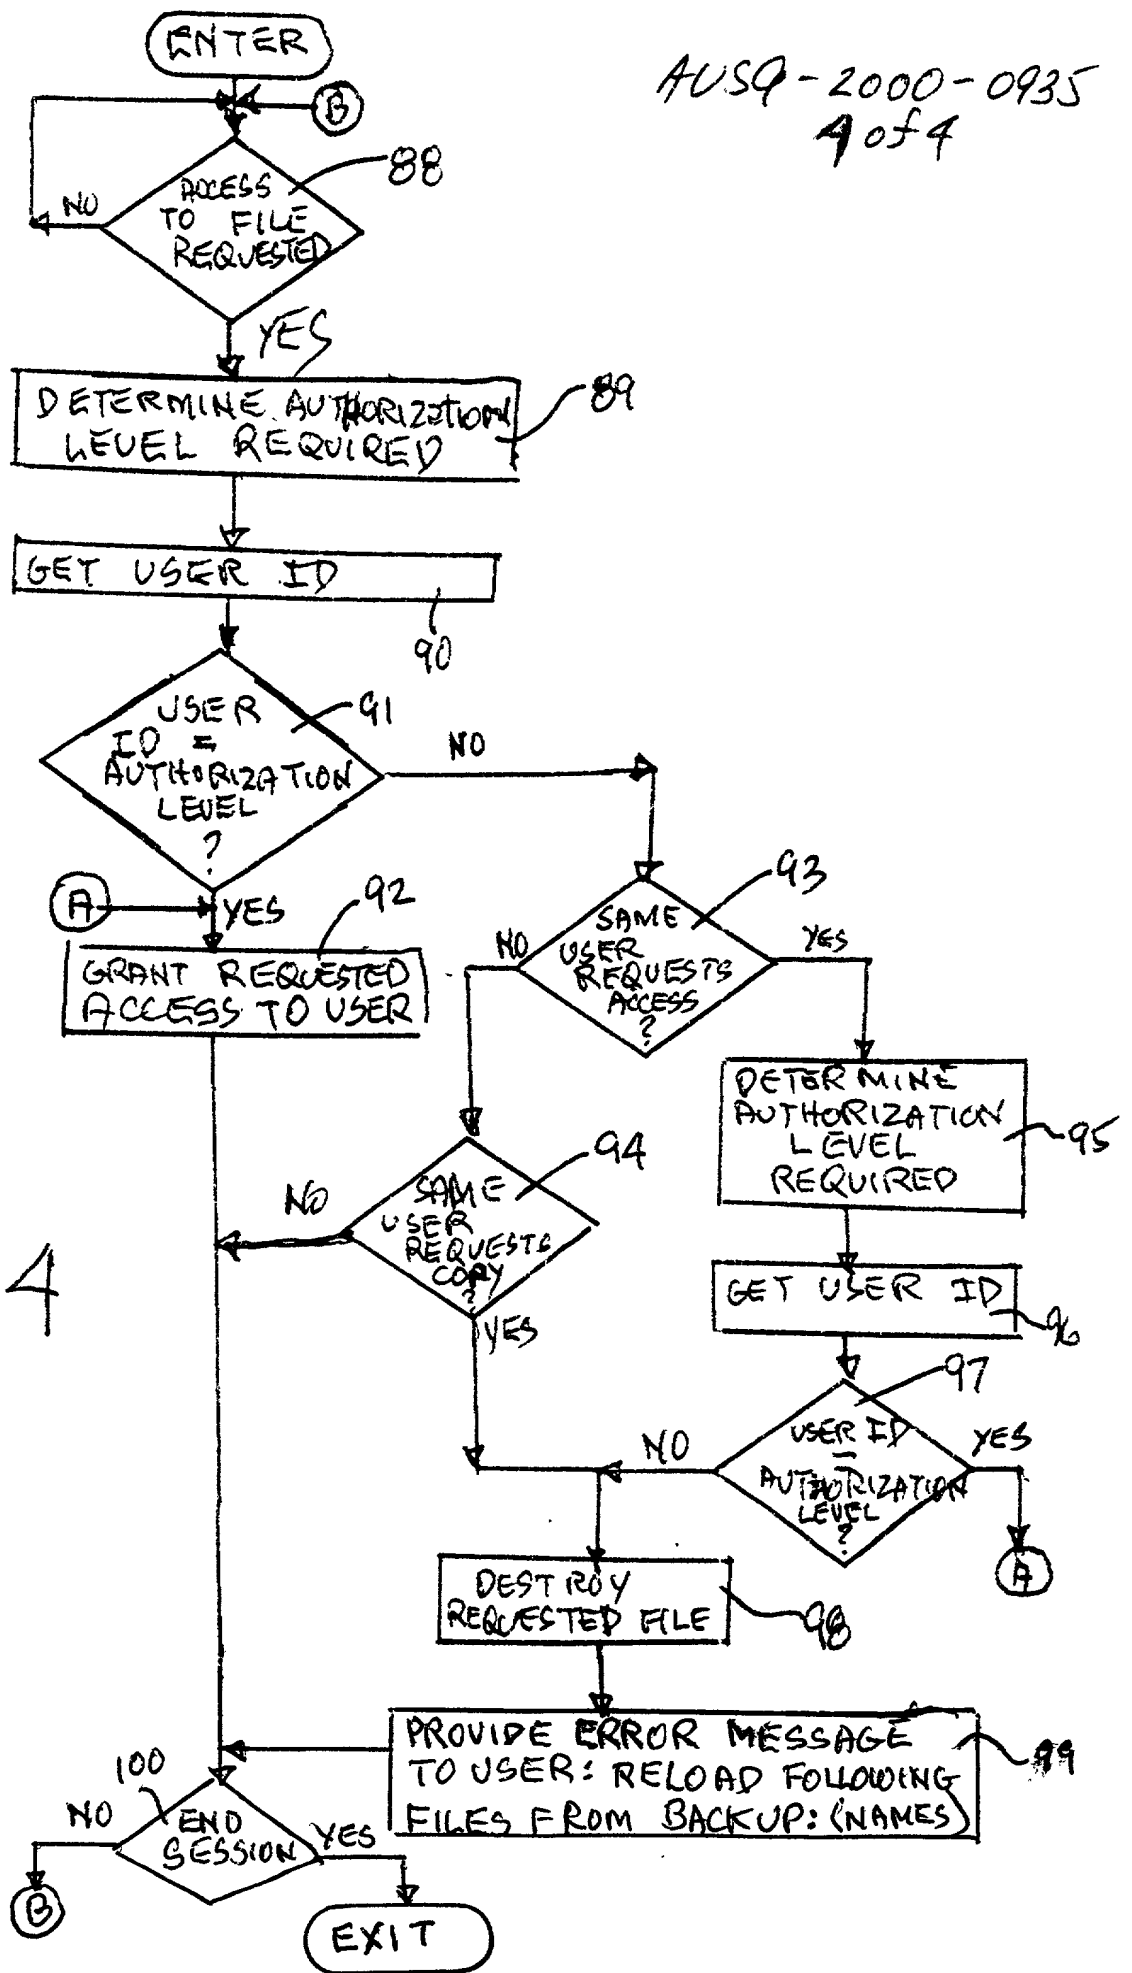 ENTER
AUS9-2000-0935
4 of 4
B
88
ACCESS
TO FILE
REQUESTED
NO
YES
DETERMINE AUTHORIZATION
LEVEL REQUIRED
89
GET USER ID
90
USER
ID =
AUTHORIZATION
LEVEL
?
91
NO
A
YES
92
GRANT REQUESTED
ACCESS TO USER
93
SAME
USER
REQUESTS
ACCESS
?
NO
YES
DETERMINE
AUTHORIZATION
LEVEL
REQUIRED
95
94
SAME
USER
REQUESTS
COPY
?
NO
YES
4
GET USER ID
96
97
USER ID
=
AUTHORIZATION
LEVEL
?
NO
YES
A
DESTROY
REQUESTED FILE
98
PROVIDE ERROR MESSAGE
TO USER: RELOAD FOLLOWING
FILES FROM BACKUP: (NAMES)
99
100
END
SESSION
NO
YES
B
EXIT